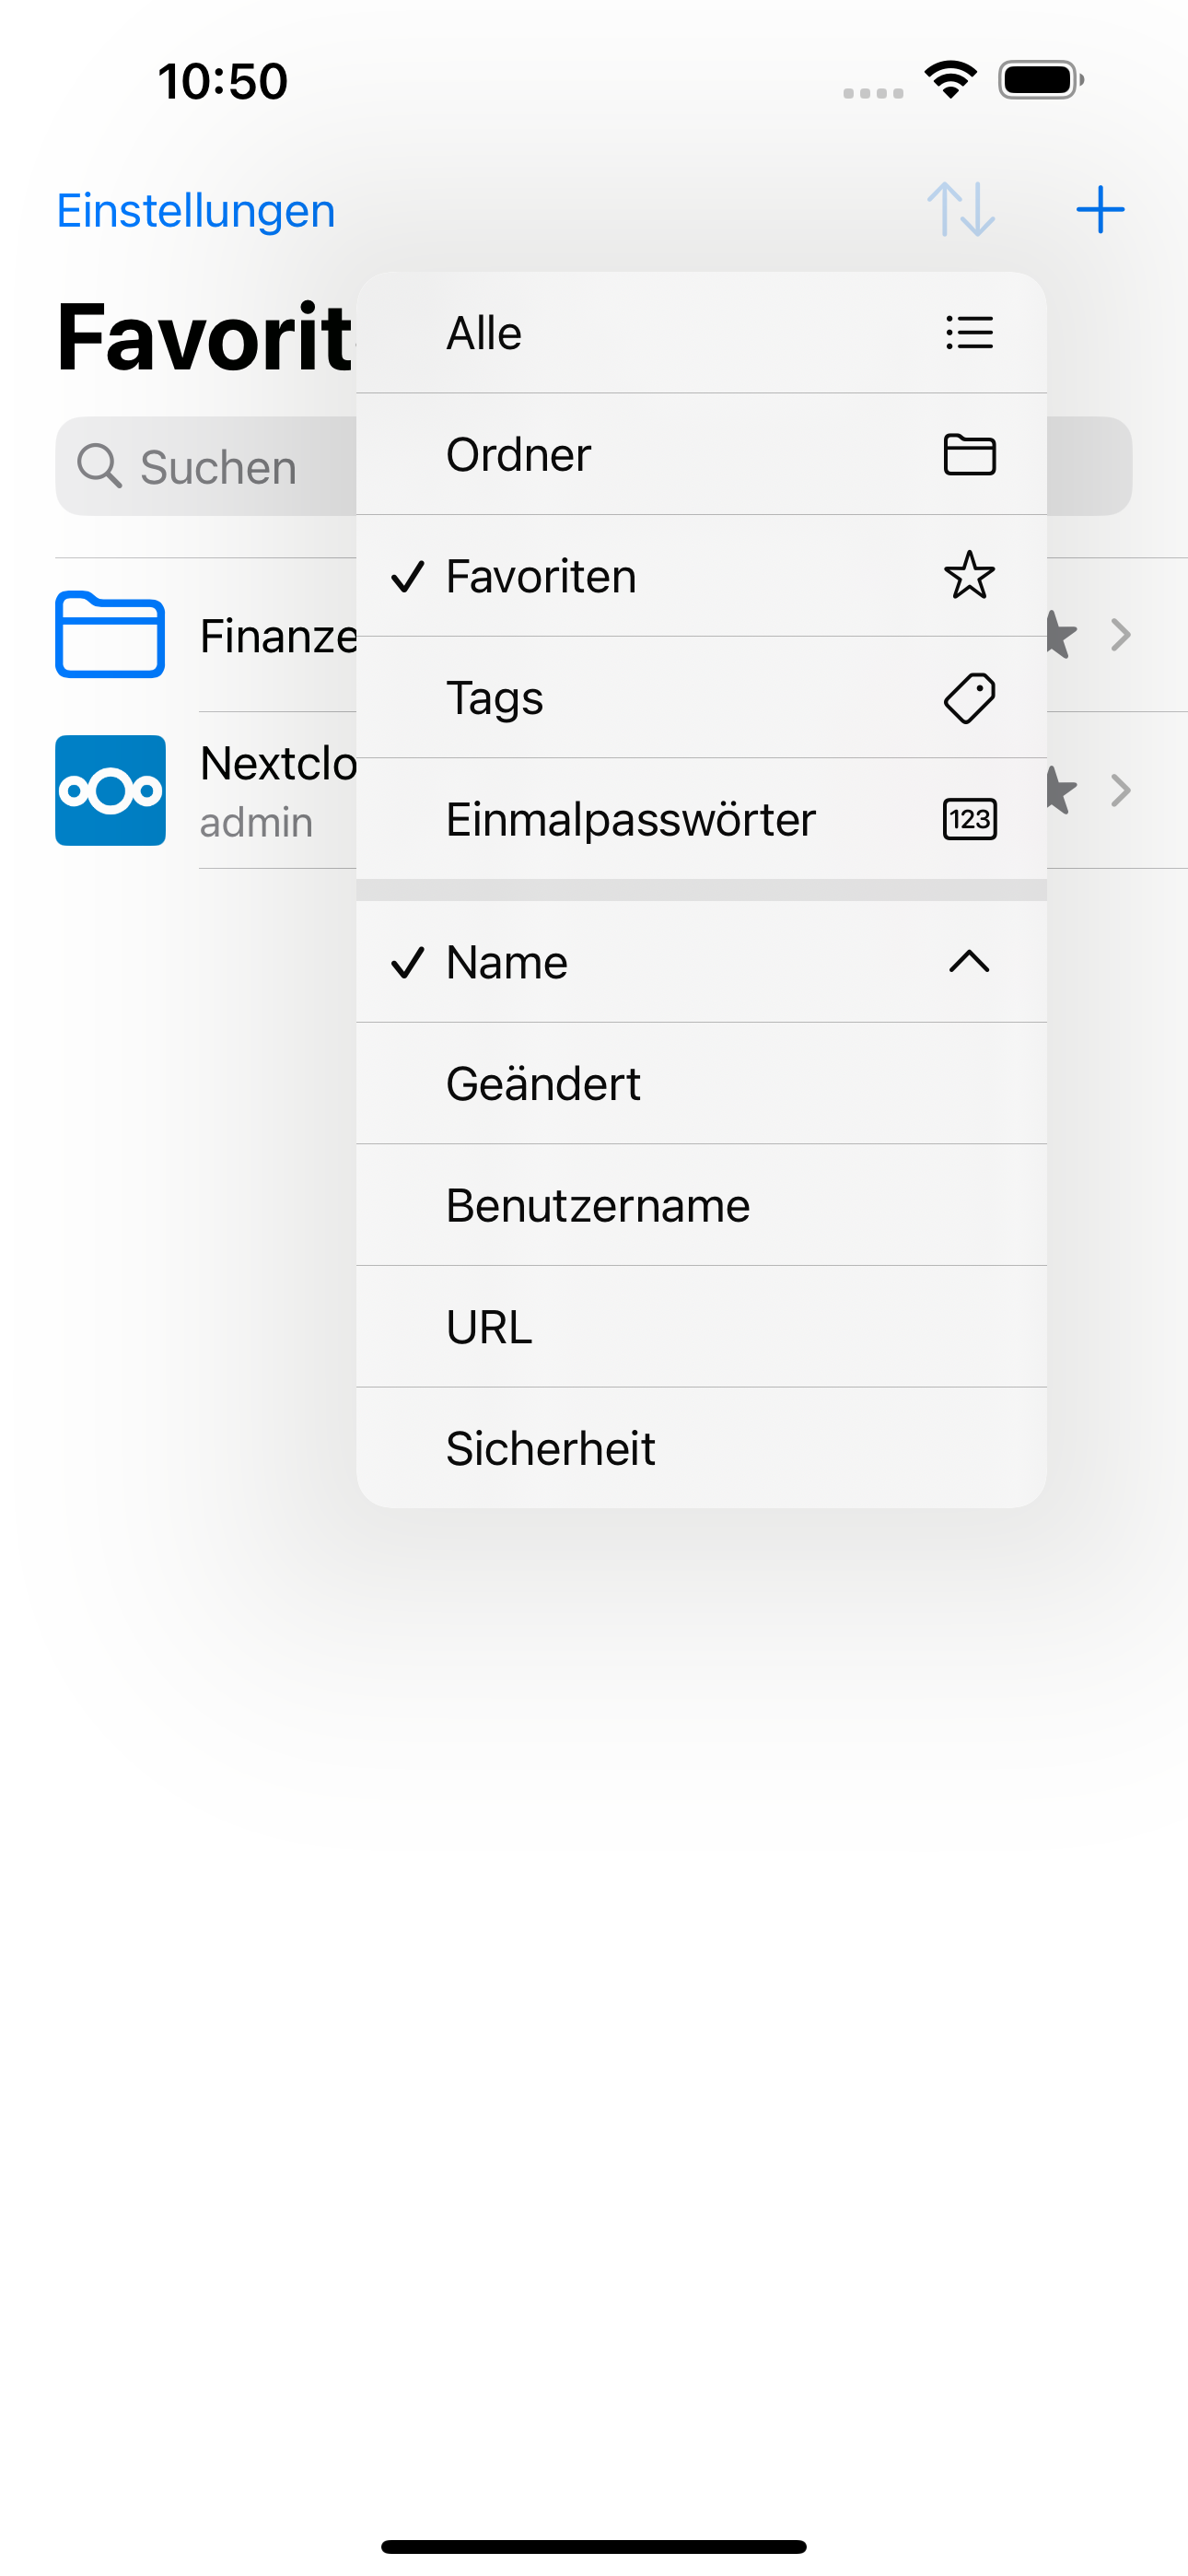 10:50
Einstellungen
Favorit
Suchen
Finanze
Nextclo
admin
Alle
Ordner
Favoriten
Tags
Einmalpasswörter
123
Name
Geändert
Benutzername
URL
Sicherheit